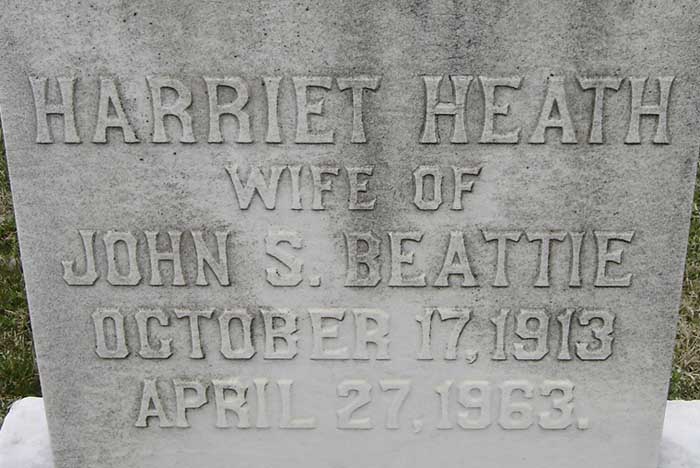 HARRIET HEATH
WIFE OF
JOHN S. BEATTIE
OCTOBER 17, 1913
APRIL 27, 1963.